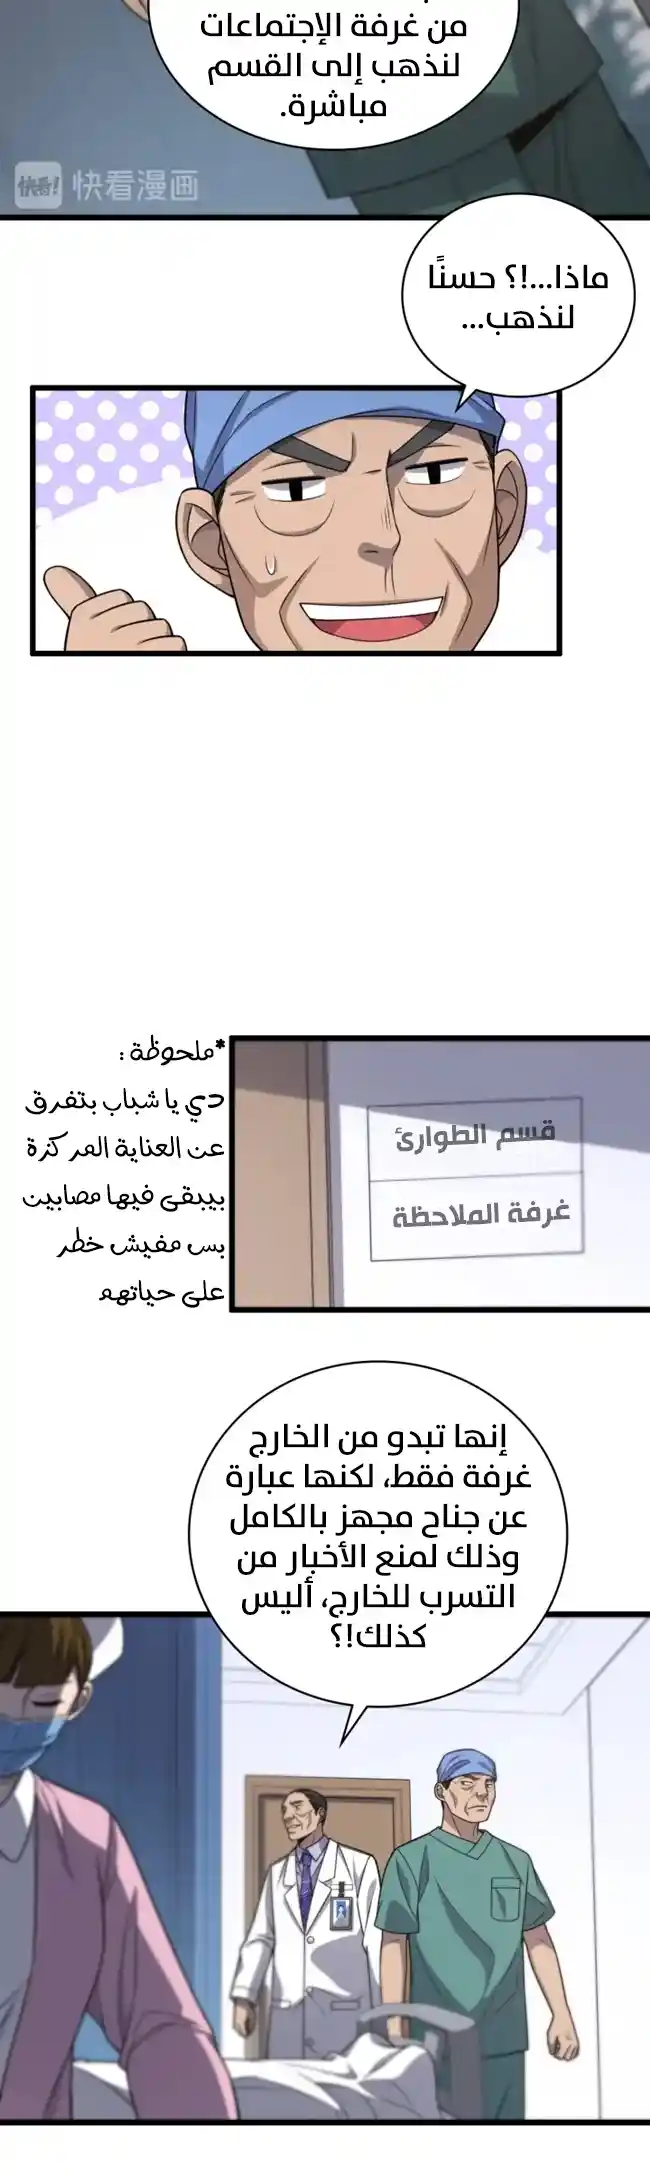 من غرفة الإجتماعات
لنذهب إلى القسم
مباشرة.
快看!
快看漫画
ماذا...!؟ حسنًا
لنذهب...
*ملحوظة :
دي يا شباب بتفرق
عن العناية المركزة
بيبقى فيها مصابين
بس مفيش خطر
على حياتهم
قسم الطوارئ
غرفة الملاحظة
إنها تبدو من الخارج
غرفة فقط، لكنها عبارة
عن جناح مجهز بالكامل
وذلك لمنع الأخبار من
التسرب للخارج، أليس
كذلك!؟